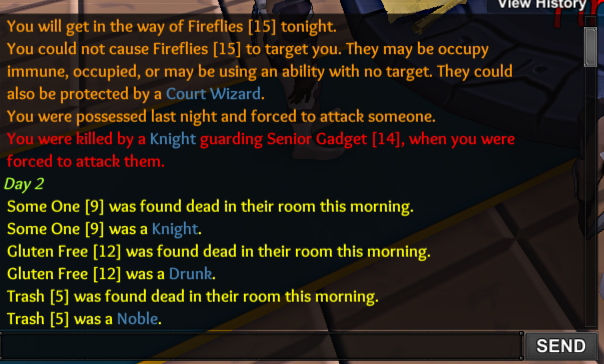 View History
You will get in the way of Fireflies [15] tonight.
You could not cause Fireflies [15] to target you. They may be occupy
immune, occupied, or may be using an ability with no target. They could
also be protected by a Court Wizard.
You were possessed last night and forced to attack someone.
You were killed by a Knight guarding Senior Gadget [14], when you were
forced to attack them.
Day 2
Some One [9] was found dead in their room this morning.
Some One [9] was a Knight.
Gluten Free [12] was found dead in their room this morning.
Gluten Free [12] was a Drunk.
Trash [5] was found dead in their room this morning.
Trash [5] was a Noble.
SEND